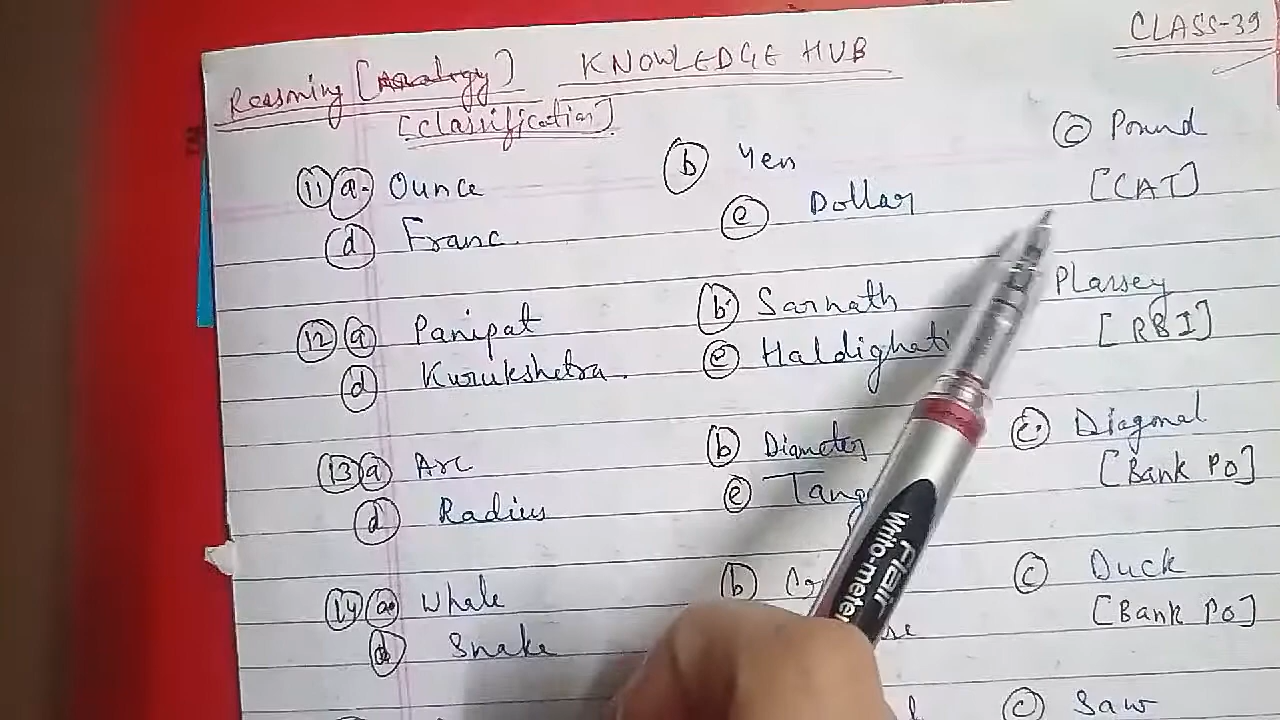 CLASS-39
Reasoning [Analogy] KNOWLEDGE HUB
[Classification]
11 a. Ounce b Yen c Pound
d Franc. e Dollar [CAT]
12 a Panipat b. Sarnath Plassey
d Kurukshetra. e Haldighati [RBI]
13 a Arc b Diameter c. Diagonal
d Radius e Tang [Bank PO]
14 a. Whale b c Duck
Snake [Bank PO]
c Saw
Flair
Writo-meter